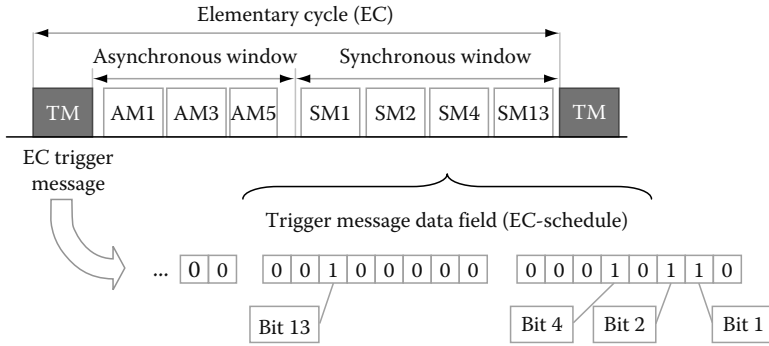 Elementary cycle (EC)
Asynchronous window Synchronous window
TM AM1 AM3 AM5 SM1 SM2 SM4 SM13 TM
EC trigger
message
Trigger message data field (EC-schedule)
... 0 0 0 0 1 0 0 0 0 0 0 0 0 1 0 1 1 0
Bit 13 Bit 4 Bit 2 Bit 1